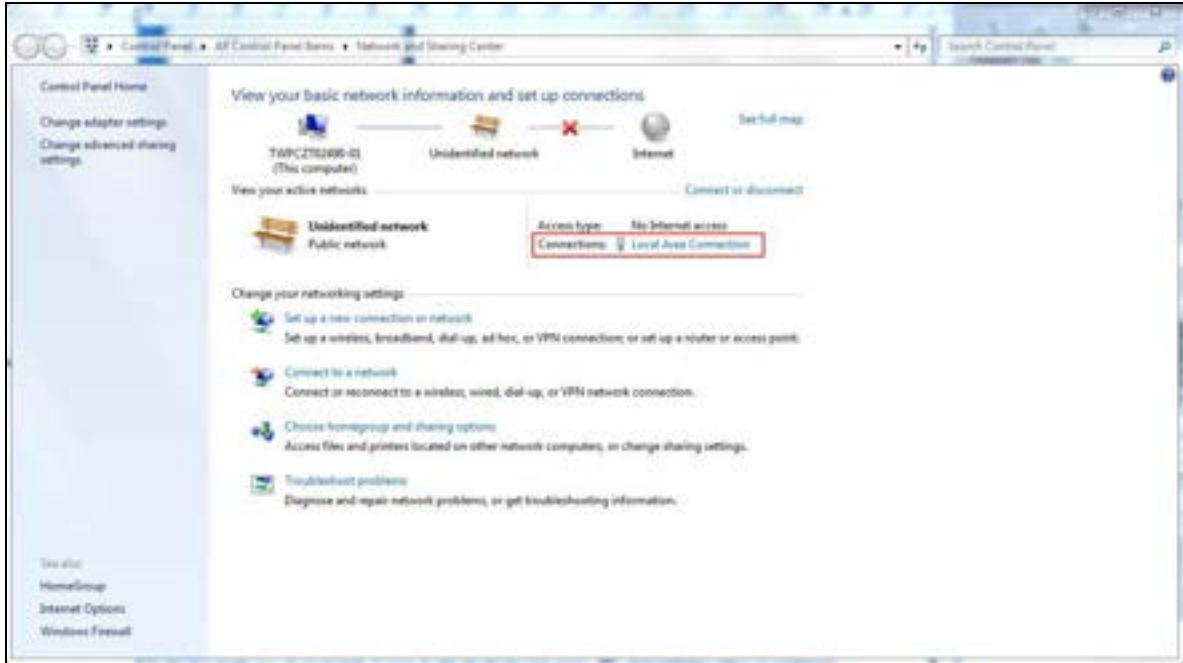 Control Panel ▸ All Control Panel Items ▸ Network and Sharing Center
Search Control Panel
Control Panel Home
Change adapter settings
Change advanced sharing
settings
View your basic network information and set up connections
See full map
(This computer)
Unidentified network
Internet
View your active networks
Connect or disconnect
Unidentified network
Public network
Access type: No Internet access
Connections: Local Area Connection
Change your networking settings
Set up a new connection or network
Set up a wireless, broadband, dial-up, ad hoc, or VPN connection; or set up a router or access point.
Connect to a network
Connect or reconnect to a wireless, wired, dial-up, or VPN network connection.
Choose homegroup and sharing options
Access files and printers located on other network computers, or change sharing settings.
Troubleshoot problems
Diagnose and repair network problems, or get troubleshooting information.
See also
HomeGroup
Internet Options
Windows Firewall